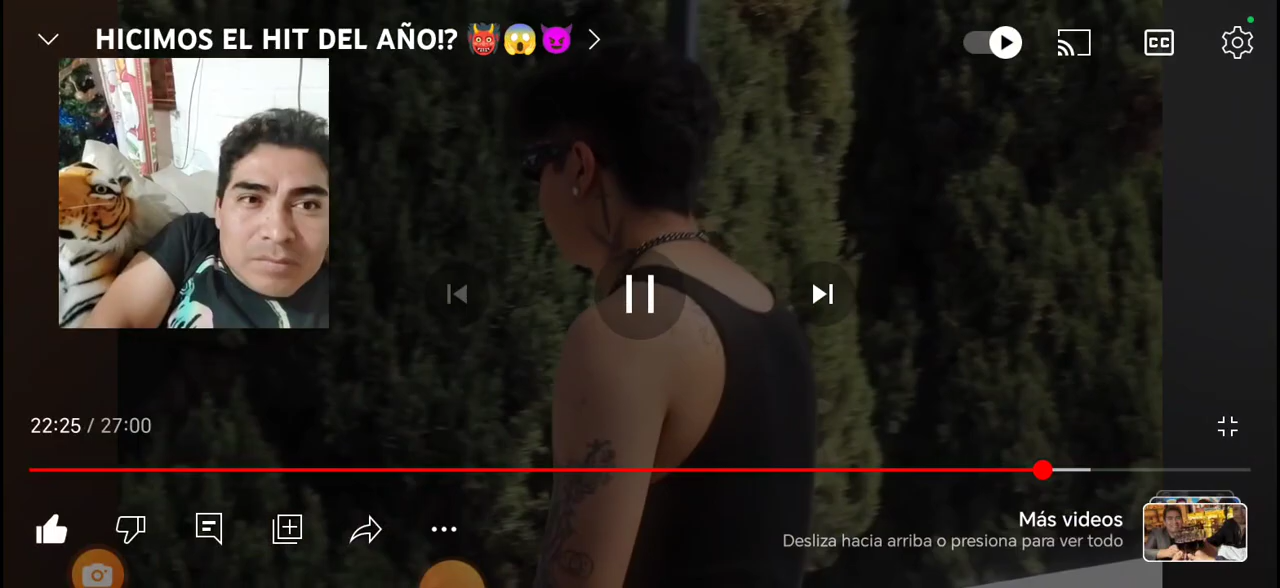 HICIMOS EL HIT DEL AÑO!? 👹😱😈
CC
22:25 / 27:00
Más videos
Desliza hacia arriba o presiona para ver todo